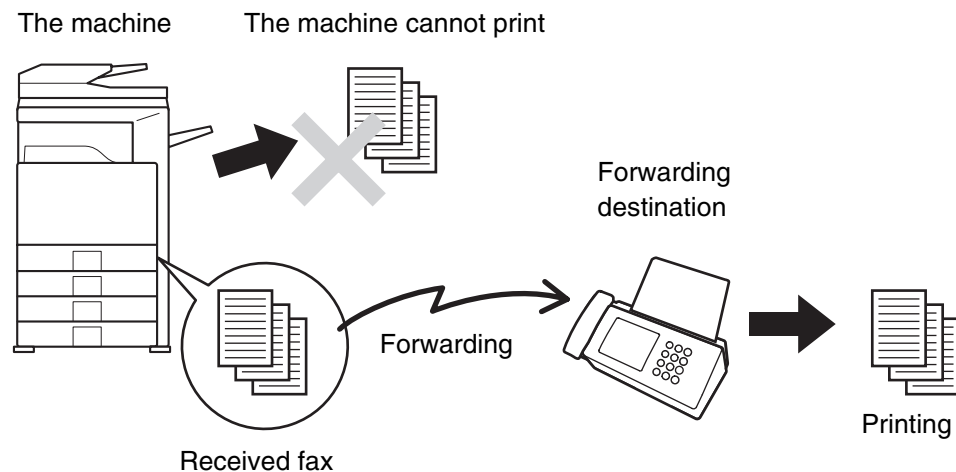 The machine
The machine cannot print
Forwarding
destination
Forwarding
Printing
Received fax